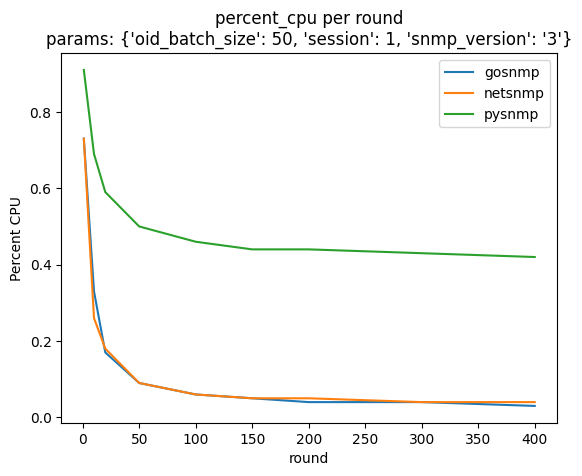 percent_cpu per round
params: {'oid_batch_size': 50, 'session': 1, 'snmp_version': '3'}
gosnmp
netsnmp
pysnmp
Percent CPU
0.8
0.6
0.4
0.2
0.0
0 50 100 150 200 250 300 350 400
round